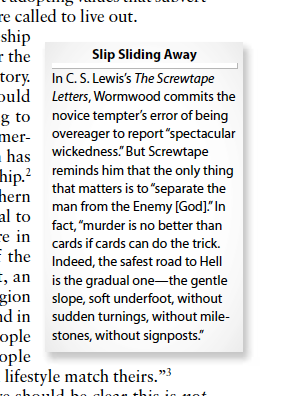 adopting values that subvert
re called to live out.
ship
r the
tory.
ould
g to
mer-
has
hip.2
hern
al to
re in
f the
t, an
gion
nd in
ople
ople
Slip Sliding Away
In C. S. Lewis's The Screwtape
Letters, Wormwood commits the
novice tempter's error of being
overeager to report “spectacular
wickedness.” But Screwtape
reminds him that the only thing
that matters is to “separate the
man from the Enemy [God].” In
fact, “murder is no better than
cards if cards can do the trick.
Indeed, the safest road to Hell
is the gradual one—the gentle
slope, soft underfoot, without
sudden turnings, without mile-
stones, without signposts.”
lifestyle match theirs.”3
should be clear this is not